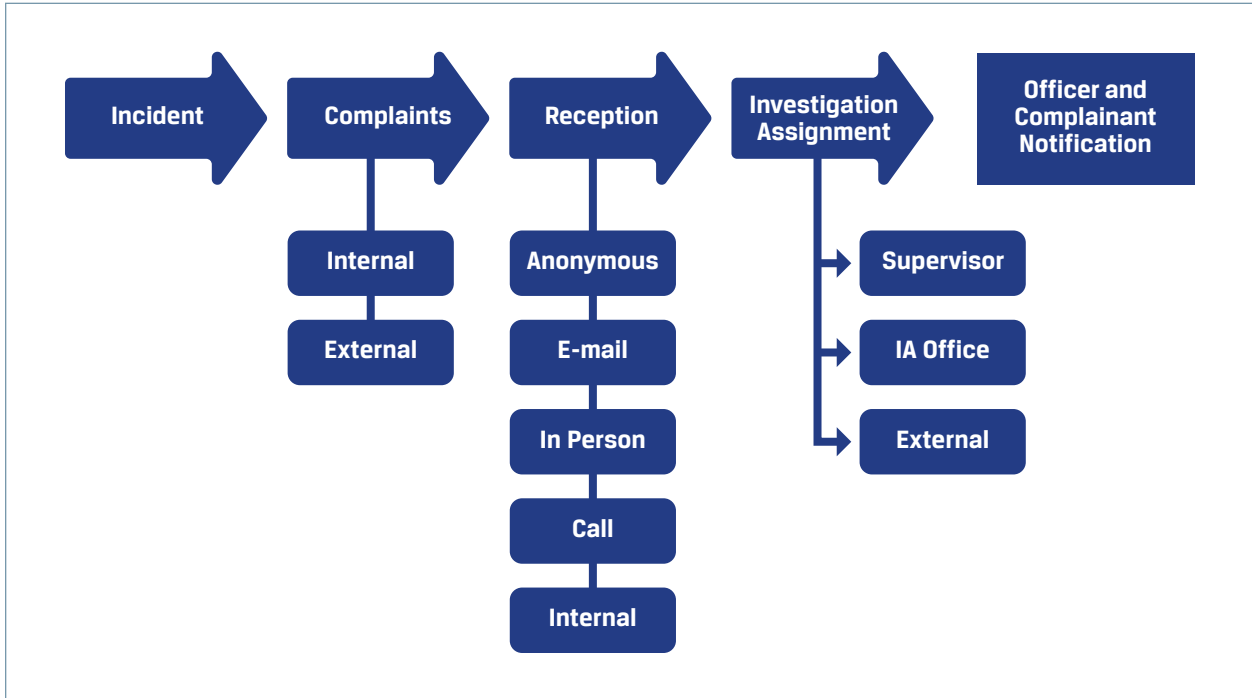 Incident
Complaints
Reception
Investigation
Assignment
Officer and
Complainant
Notification
Internal
External
Anonymous
E-mail
In Person
Call
Internal
Supervisor
IA Office
External